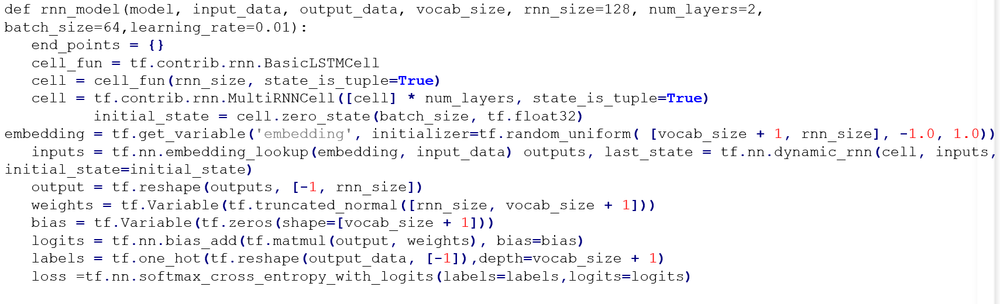 def rnn_model(model, input_data, output_data, vocab_size, rnn_size=128, num_layers=2,
batch_size=64,learning_rate=0.01):
   end_points = {}
   cell_fun = tf.contrib.rnn.BasicLSTMCell
   cell = cell_fun(rnn_size, state_is_tuple=True)
   cell = tf.contrib.rnn.MultiRNNCell([cell] * num_layers, state_is_tuple=True)
          initial_state = cell.zero_state(batch_size, tf.float32)
embedding = tf.get_variable('embedding', initializer=tf.random_uniform( [vocab_size + 1, rnn_size], -1.0, 1.0))
   inputs = tf.nn.embedding_lookup(embedding, input_data) outputs, last_state = tf.nn.dynamic_rnn(cell, inputs,
initial_state=initial_state)
   output = tf.reshape(outputs, [-1, rnn_size])
   weights = tf.Variable(tf.truncated_normal([rnn_size, vocab_size + 1]))
   bias = tf.Variable(tf.zeros(shape=[vocab_size + 1]))
   logits = tf.nn.bias_add(tf.matmul(output, weights), bias=bias)
   labels = tf.one_hot(tf.reshape(output_data, [-1]),depth=vocab_size + 1)
   loss =tf.nn.softmax_cross_entropy_with_logits(labels=labels,logits=logits)